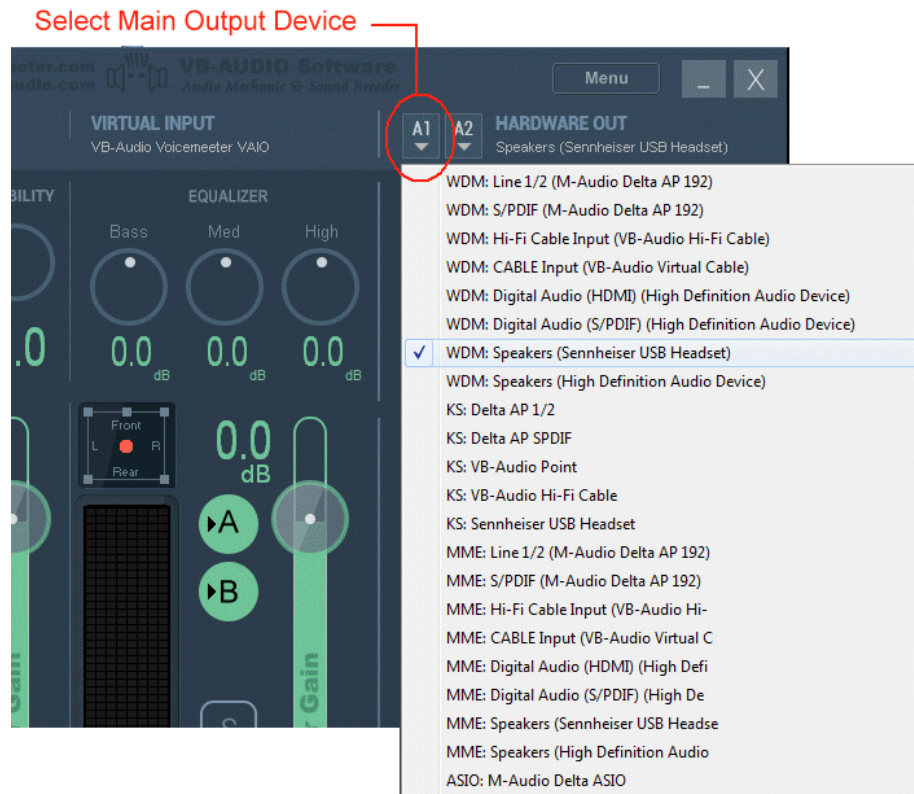 Select Main Output Device
VB-AUDIO Software
Audio Mechanic & Sound Breeder
Menu
X
VIRTUAL INPUT
VB-Audio Voicemeeter VAIO
A1
A2
HARDWARE OUT
Speakers (Sennheiser USB Headset)
EQUALIZER
Bass Med High
0.0 dB
0.0 dB
0.0 dB
Front
L R
Rear
0.0
dB
A
B
Gain
S
WDM: Line 1/2 (M-Audio Delta AP 192)
WDM: S/PDIF (M-Audio Delta AP 192)
WDM: Hi-Fi Cable Input (VB-Audio Hi-Fi Cable)
WDM: CABLE Input (VB-Audio Virtual Cable)
WDM: Digital Audio (HDMI) (High Definition Audio Device)
WDM: Digital Audio (S/PDIF) (High Definition Audio Device)
WDM: Speakers (Sennheiser USB Headset)
WDM: Speakers (High Definition Audio Device)
KS: Delta AP 1/2
KS: Delta AP SPDIF
KS: VB-Audio Point
KS: VB-Audio Hi-Fi Cable
KS: Sennheiser USB Headset
MME: Line 1/2 (M-Audio Delta AP 192)
MME: S/PDIF (M-Audio Delta AP 192)
MME: Hi-Fi Cable Input (VB-Audio Hi-
MME: CABLE Input (VB-Audio Virtual C
MME: Digital Audio (HDMI) (High Defi
MME: Digital Audio (S/PDIF) (High De
MME: Speakers (Sennheiser USB Headse
MME: Speakers (High Definition Audio
ASIO: M-Audio Delta ASIO